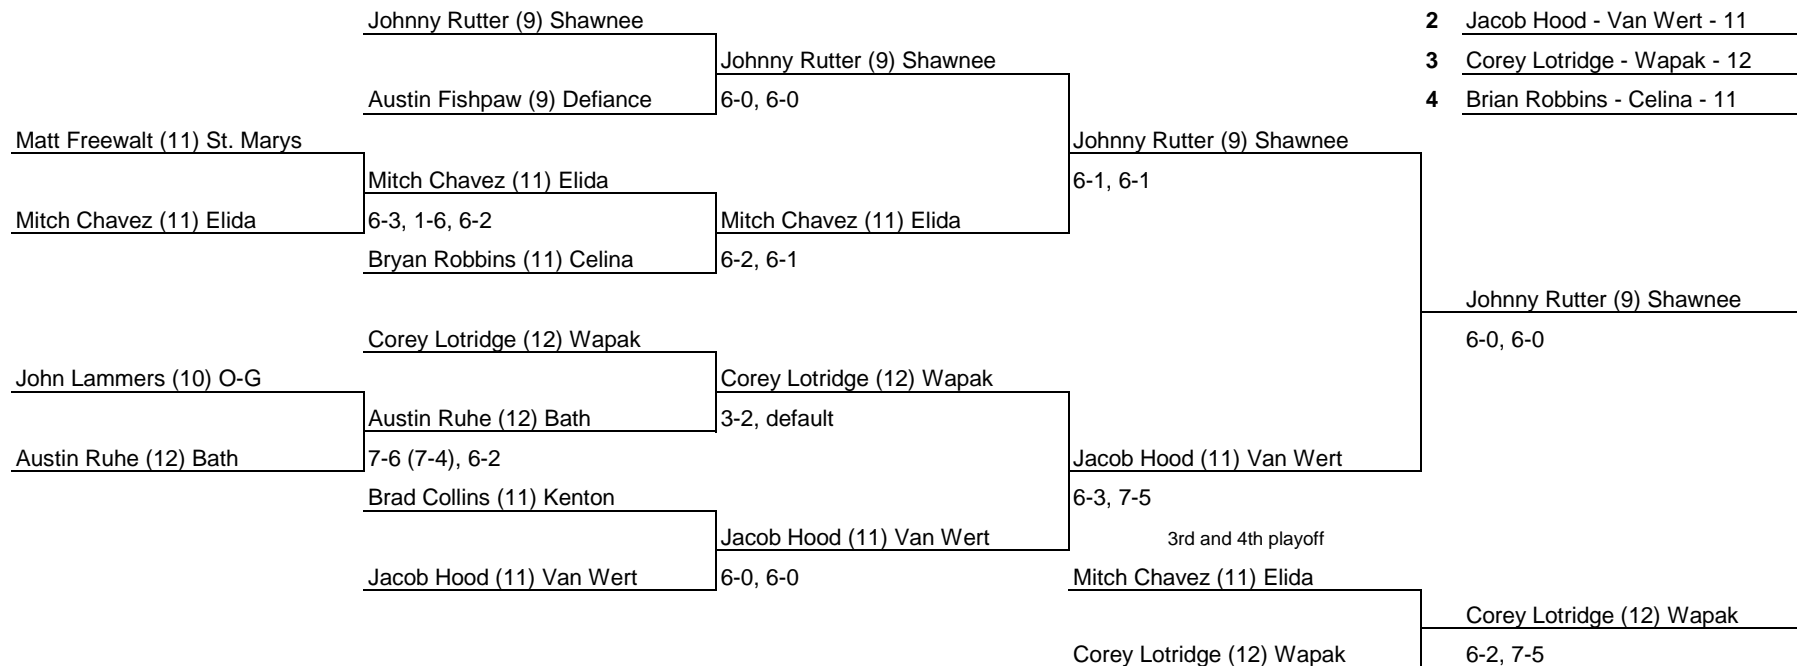 Johnny Rutter (9) Shawnee
2 Jacob Hood - Van Wert - 11
Johnny Rutter (9) Shawnee
3 Corey Lotridge - Wapak - 12
Austin Fishpaw (9) Defiance
6-0, 6-0
4 Brian Robbins - Celina - 11
Matt Freewalt (11) St. Marys
Johnny Rutter (9) Shawnee
Mitch Chavez (11) Elida
6-1, 6-1
Mitch Chavez (11) Elida
6-3, 1-6, 6-2
Mitch Chavez (11) Elida
Bryan Robbins (11) Celina
6-2, 6-1
Johnny Rutter (9) Shawnee
Corey Lotridge (12) Wapak
6-0, 6-0
John Lammers (10) O-G
Corey Lotridge (12) Wapak
Austin Ruhe (12) Bath
3-2, default
Austin Ruhe (12) Bath
7-6 (7-4), 6-2
Jacob Hood (11) Van Wert
Brad Collins (11) Kenton
6-3, 7-5
Jacob Hood (11) Van Wert
3rd and 4th playoff
Jacob Hood (11) Van Wert
6-0, 6-0
Mitch Chavez (11) Elida
Corey Lotridge (12) Wapak
Corey Lotridge (12) Wapak
6-2, 7-5